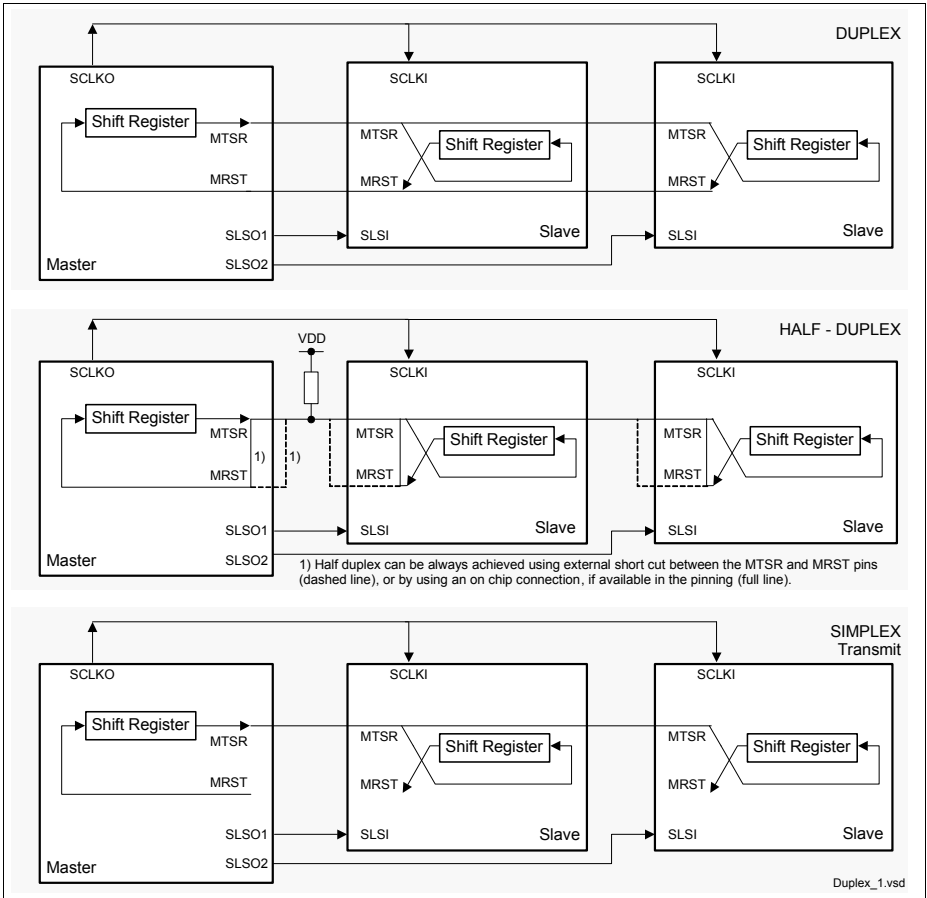 DUPLEX
SCLKO
SCLKI
SCLKI
Shift Register
MTSR
MTSR
Shift Register
MTSR
Shift Register
MRST
MRST
MRST
SLSO1
SLSI
Slave
SLSI
Slave
Master
SLSO2
HALF - DUPLEX
VDD
SCLKO
SCLKI
SCLKI
Shift Register
MTSR
MTSR
Shift Register
MTSR
Shift Register
1)
1)
MRST
MRST
MRST
SLSO1
SLSI
Slave
SLSI
Slave
Master
SLSO2
1) Half duplex can be always achieved using external short cut between the MTSR and MRST pins
(dashed line), or by using an on chip connection, if available in the pinning (full line).
SIMPLEX
Transmit
SCLKO
SCLKI
SCLKI
Shift Register
MTSR
MTSR
Shift Register
MTSR
Shift Register
MRST
MRST
MRST
SLSO1
SLSI
Slave
SLSI
Slave
Master
SLSO2
Duplex_1.vsd